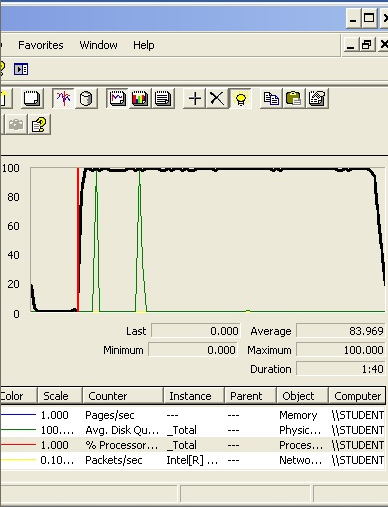 Favorites Window Help
100
80
60
40
20
0
Last 0.000 Average 83.969
Minimum 0.000 Maximum 100.000
Duration 1:40
Color Scale Counter Instance Parent Object Computer
1.000 Pages/sec --- --- Memory \\STUDENT
100.... Avg. Disk Qu... _Total --- Physic... \\STUDENT
1.000 % Processor... _Total --- Proces... \\STUDENT
0.10... Packets/sec Intel[R] ... --- Netwo... \\STUDENT